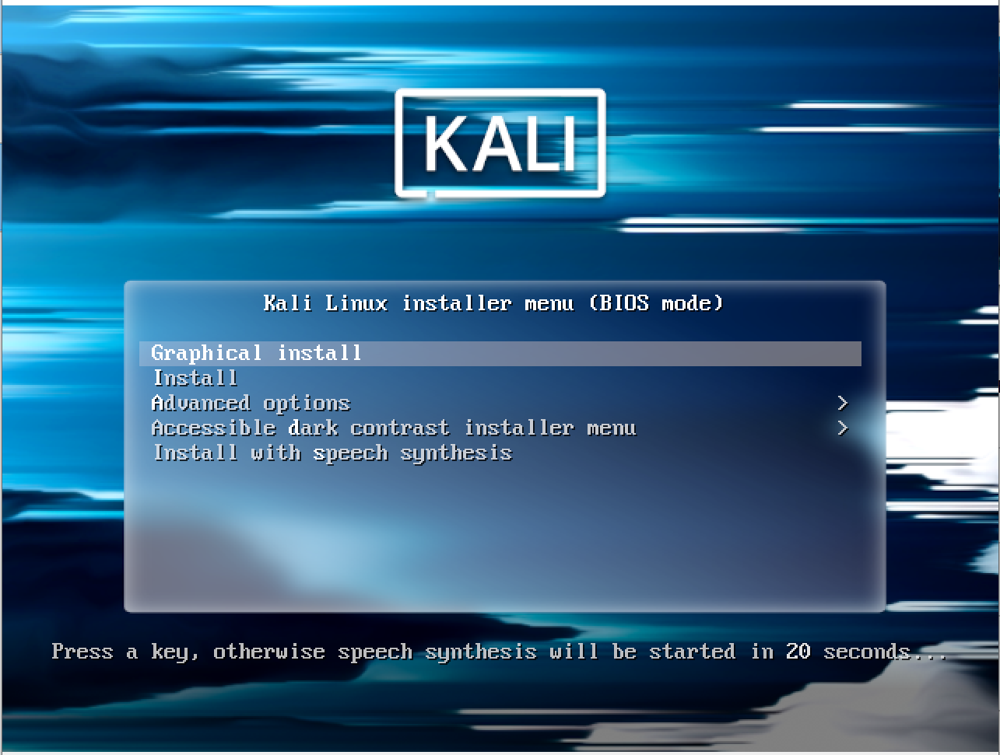 KALI
Kali Linux installer menu (BIOS mode)
Graphical install
Install
Advanced options >
Accessible dark contrast installer menu >
Install with speech synthesis
Press a key, otherwise speech synthesis will be started in 20 seconds...